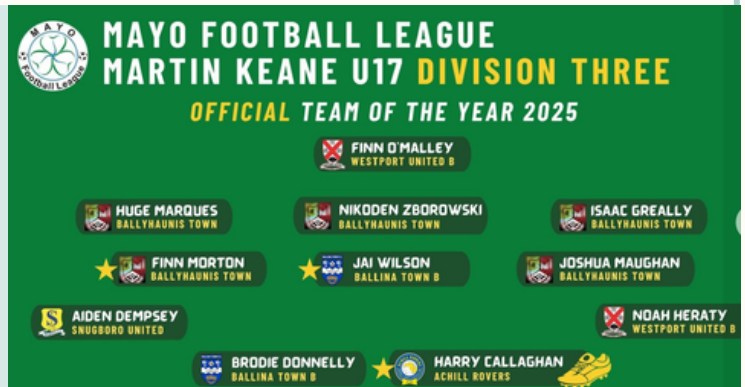 MAYO
Football League
MAYO FOOTBALL LEAGUE
MARTIN KEANE U17 DIVISION THREE
OFFICIAL TEAM OF THE YEAR 2025
FINN O'MALLEY
WESTPORT UNITED B
HUGE MARQUES
BALLYHAUNIS TOWN
NIKODEN ZBOROWSKI
BALLYHAUNIS TOWN
ISAAC GREALLY
BALLYHAUNIS TOWN
FINN MORTON
BALLYHAUNIS TOWN
JAI WILSON
BALLINA TOWN B
JOSHUA MAUGHAN
BALLYHAUNIS TOWN
AIDEN DEMPSEY
SNUGBORO UNITED
NOAH HERATY
WESTPORT UNITED B
BRODIE DONNELLY
BALLINA TOWN B
HARRY CALLAGHAN
ACHILL ROVERS